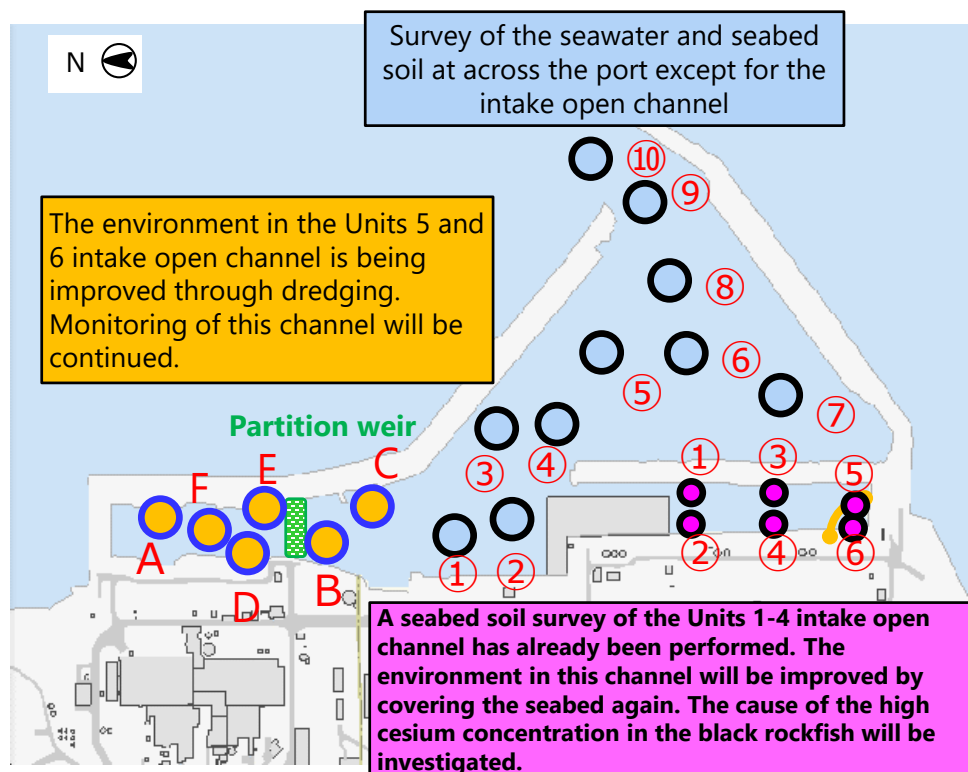 N
Survey of the seawater and seabed
soil at across the port except for the
intake open channel
⑩
⑨
The environment in the Units 5 and
6 intake open channel is being
improved through dredging.
Monitoring of this channel will be
continued.
⑧
⑥
⑤
⑦
Partition weir
③
④
①
③
⑤
C
E
F
A
D
B
①
②
②
④
⑥
A seabed soil survey of the Units 1-4 intake open
channel has already been performed. The
environment in this channel will be improved by
covering the seabed again. The cause of the high
cesium concentration in the black rockfish will be
investigated.